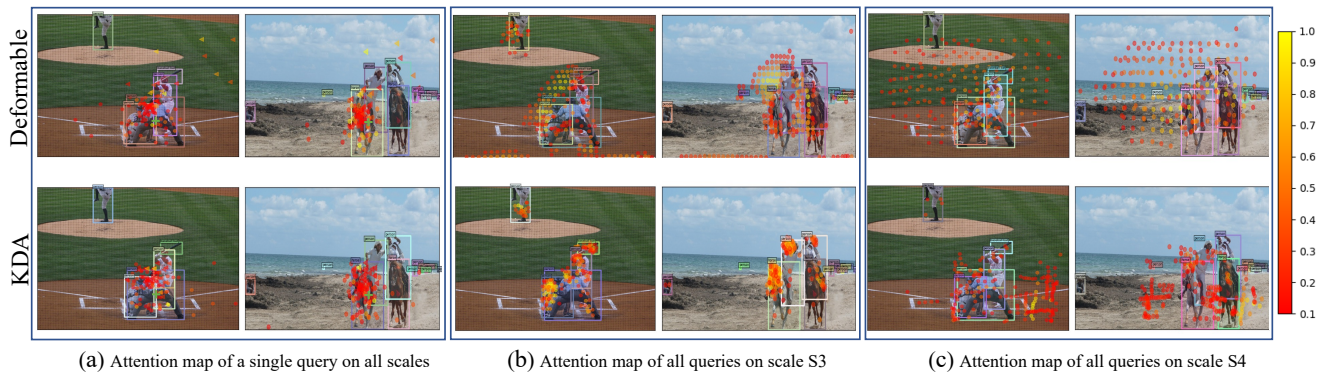 Deformable
KDA
1.0
0.9
0.8
0.7
0.6
0.5
0.4
0.3
0.2
0.1
(a) Attention map of a single query on all scales
(b) Attention map of all queries on scale S3
(c) Attention map of all queries on scale S4